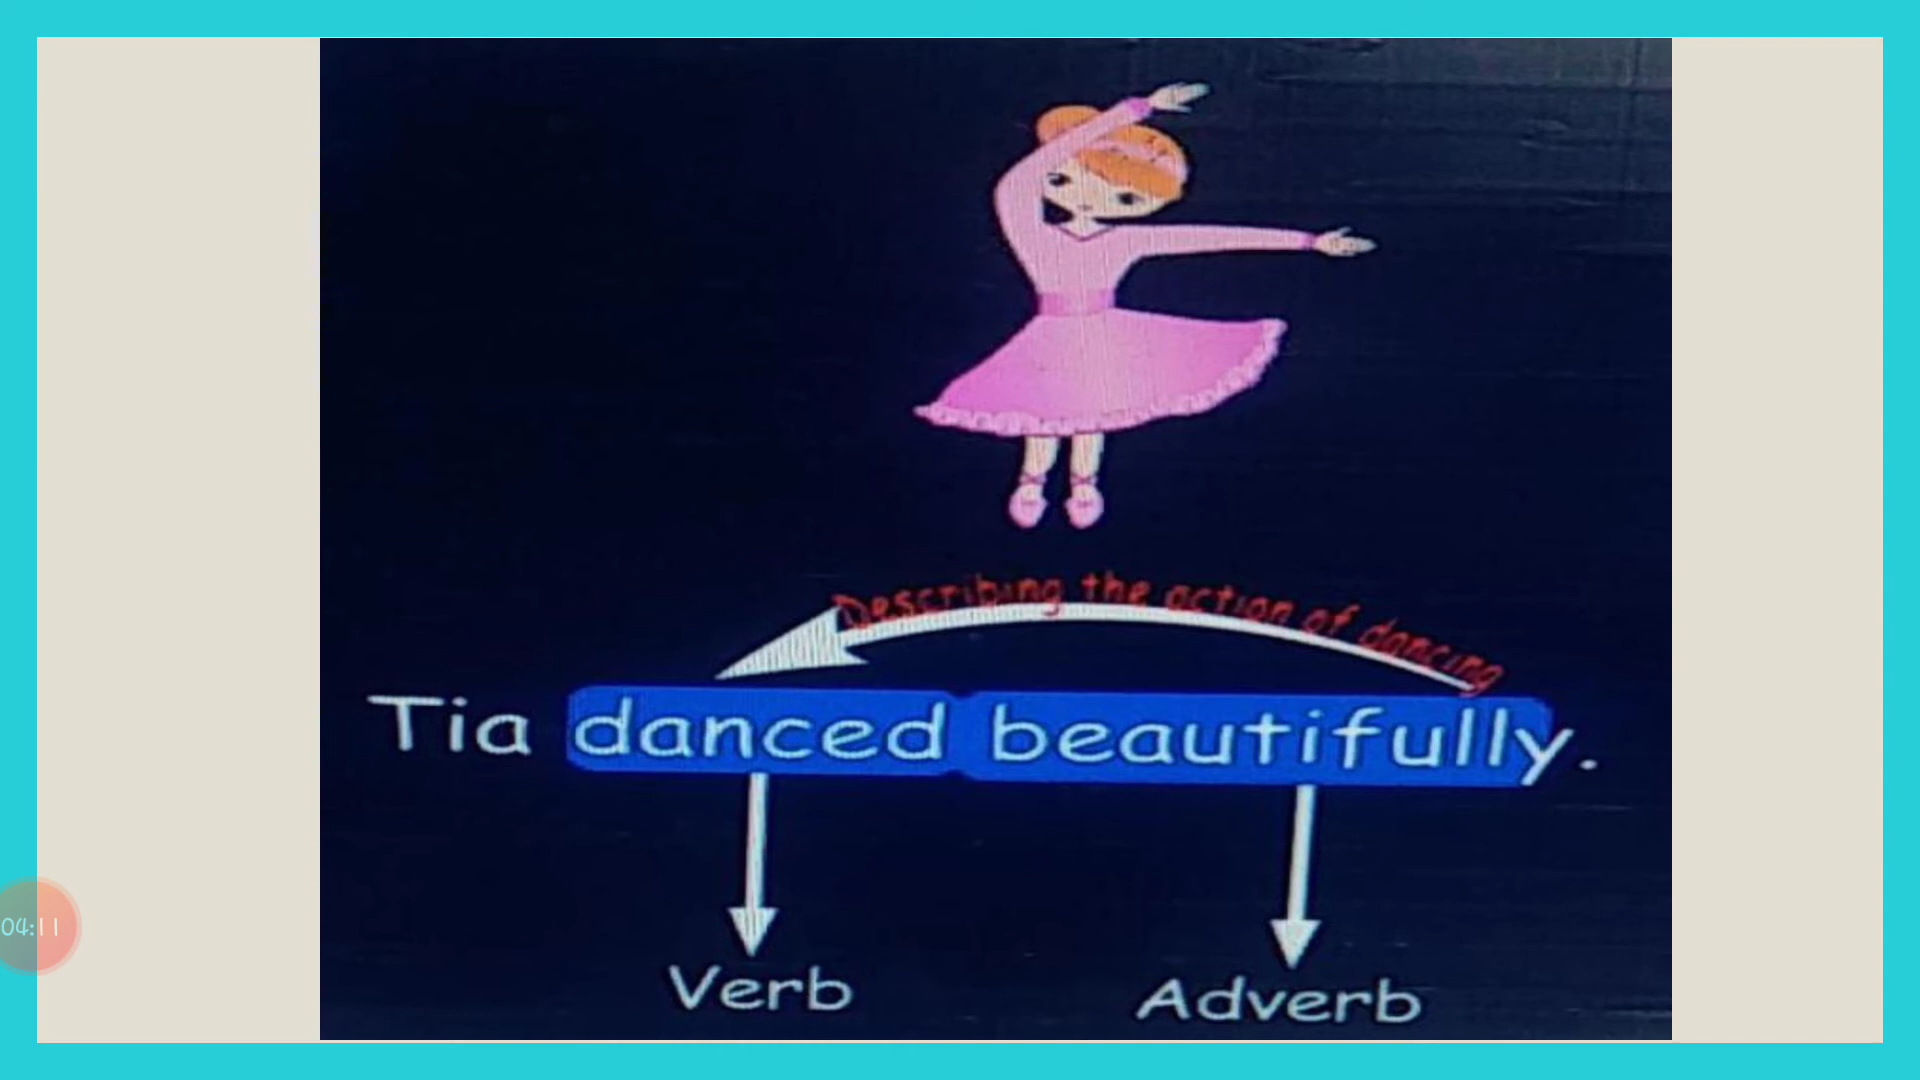 Describing the action of dancing
Tia danced beautifully.
Verb Adverb
04:11